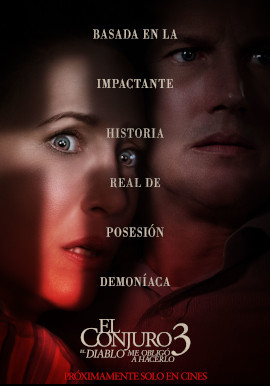 BASADA EN LA
IMPACTANTE
HISTORIA
REAL DE
POSESIÓN
DEMONÍACA
EL
CONJURO 3
EL DIABLO ME OBLIGÓ
A HACERLO
PRÓXIMAMENTE SOLO EN CINES